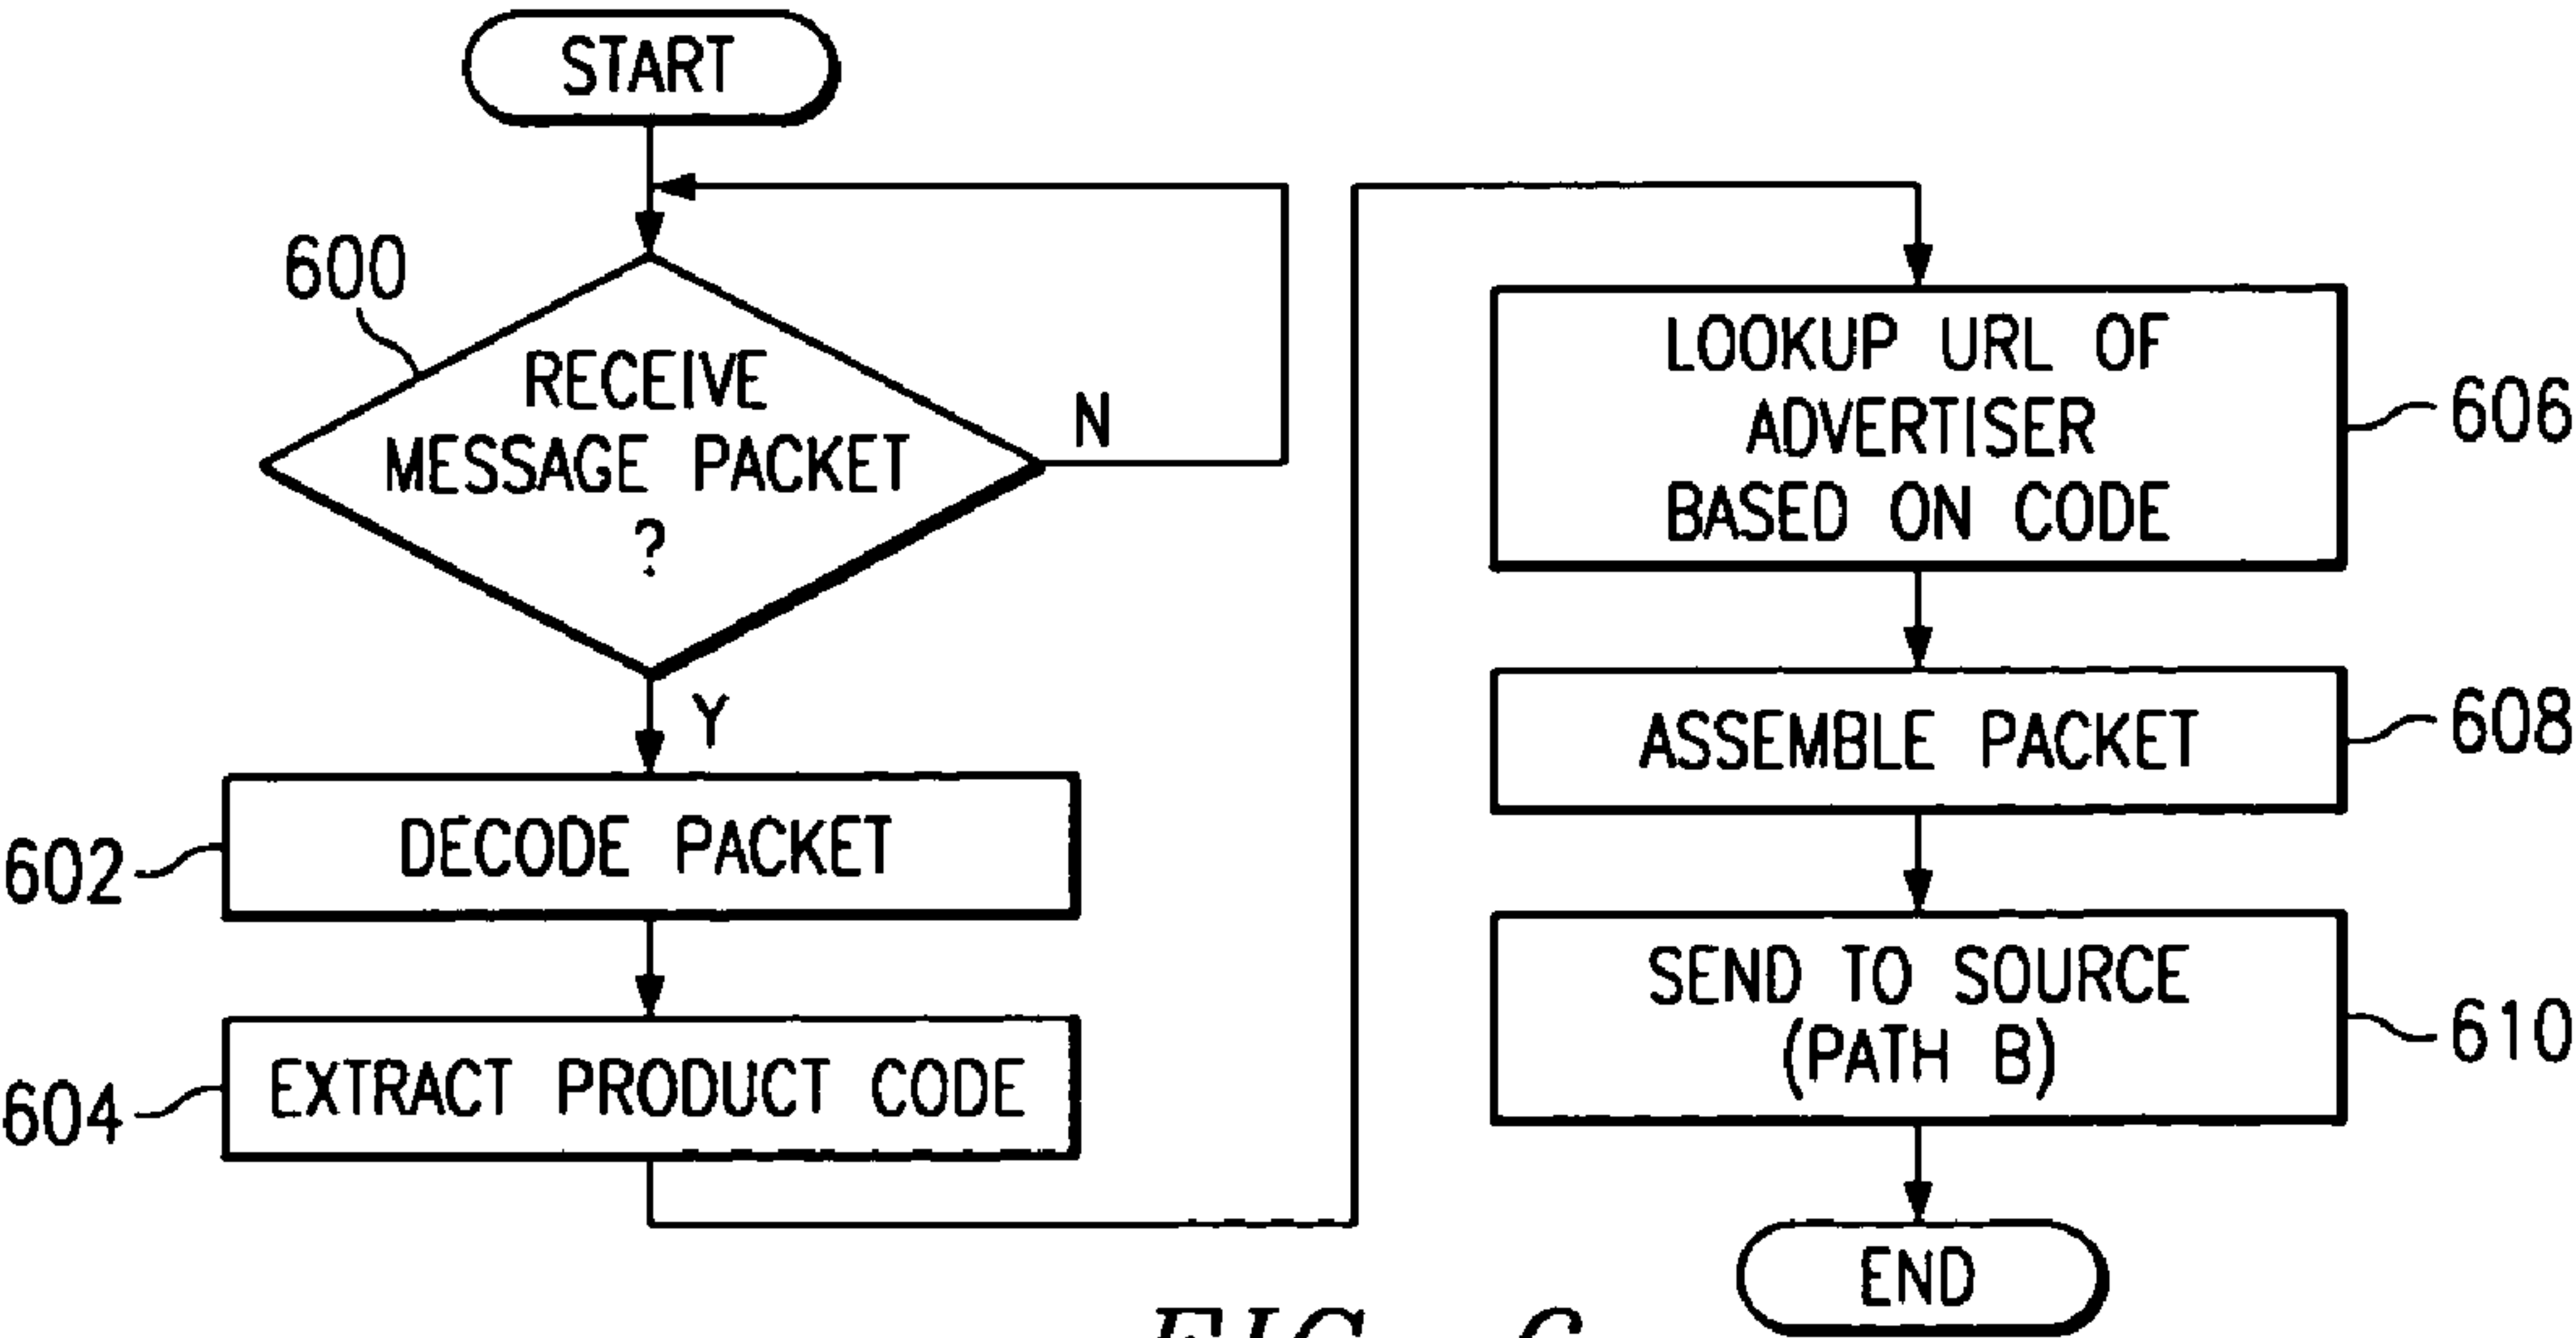 START
600
RECEIVE
MESSAGE PACKET
?
N
Y
602
DECODE PACKET
604
EXTRACT PRODUCT CODE
LOOKUP URL OF
ADVERTISER
BASED ON CODE
606
ASSEMBLE PACKET
608
SEND TO SOURCE
(PATH B)
610
END